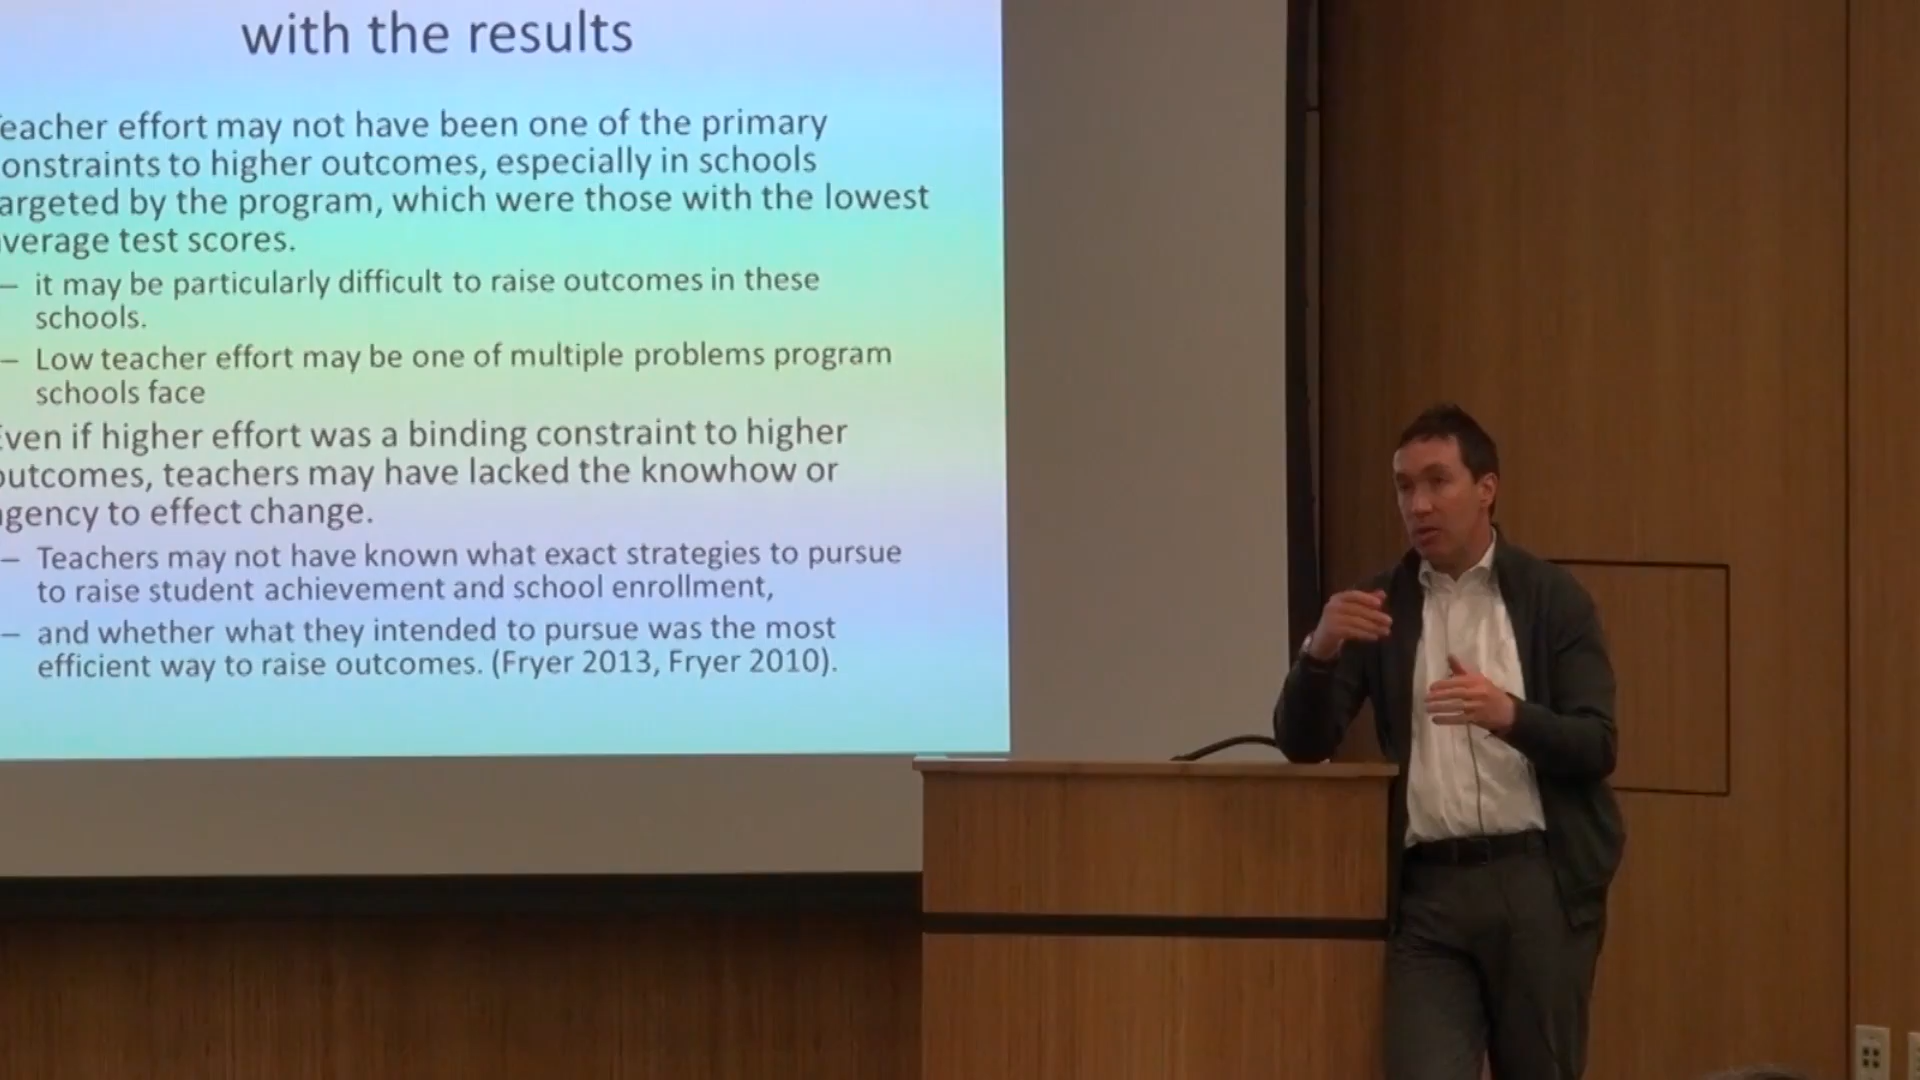 with the results
eacher effort may not have been one of the primary
onstraints to higher outcomes, especially in schools
argeted by the program, which were those with the lowest
verage test scores.
– it may be particularly difficult to raise outcomes in these
schools.
– Low teacher effort may be one of multiple problems program
schools face
ven if higher effort was a binding constraint to higher
outcomes, teachers may have lacked the knowhow or
gency to effect change.
– Teachers may not have known what exact strategies to pursue
to raise student achievement and school enrollment,
– and whether what they intended to pursue was the most
efficient way to raise outcomes. (Fryer 2013, Fryer 2010).